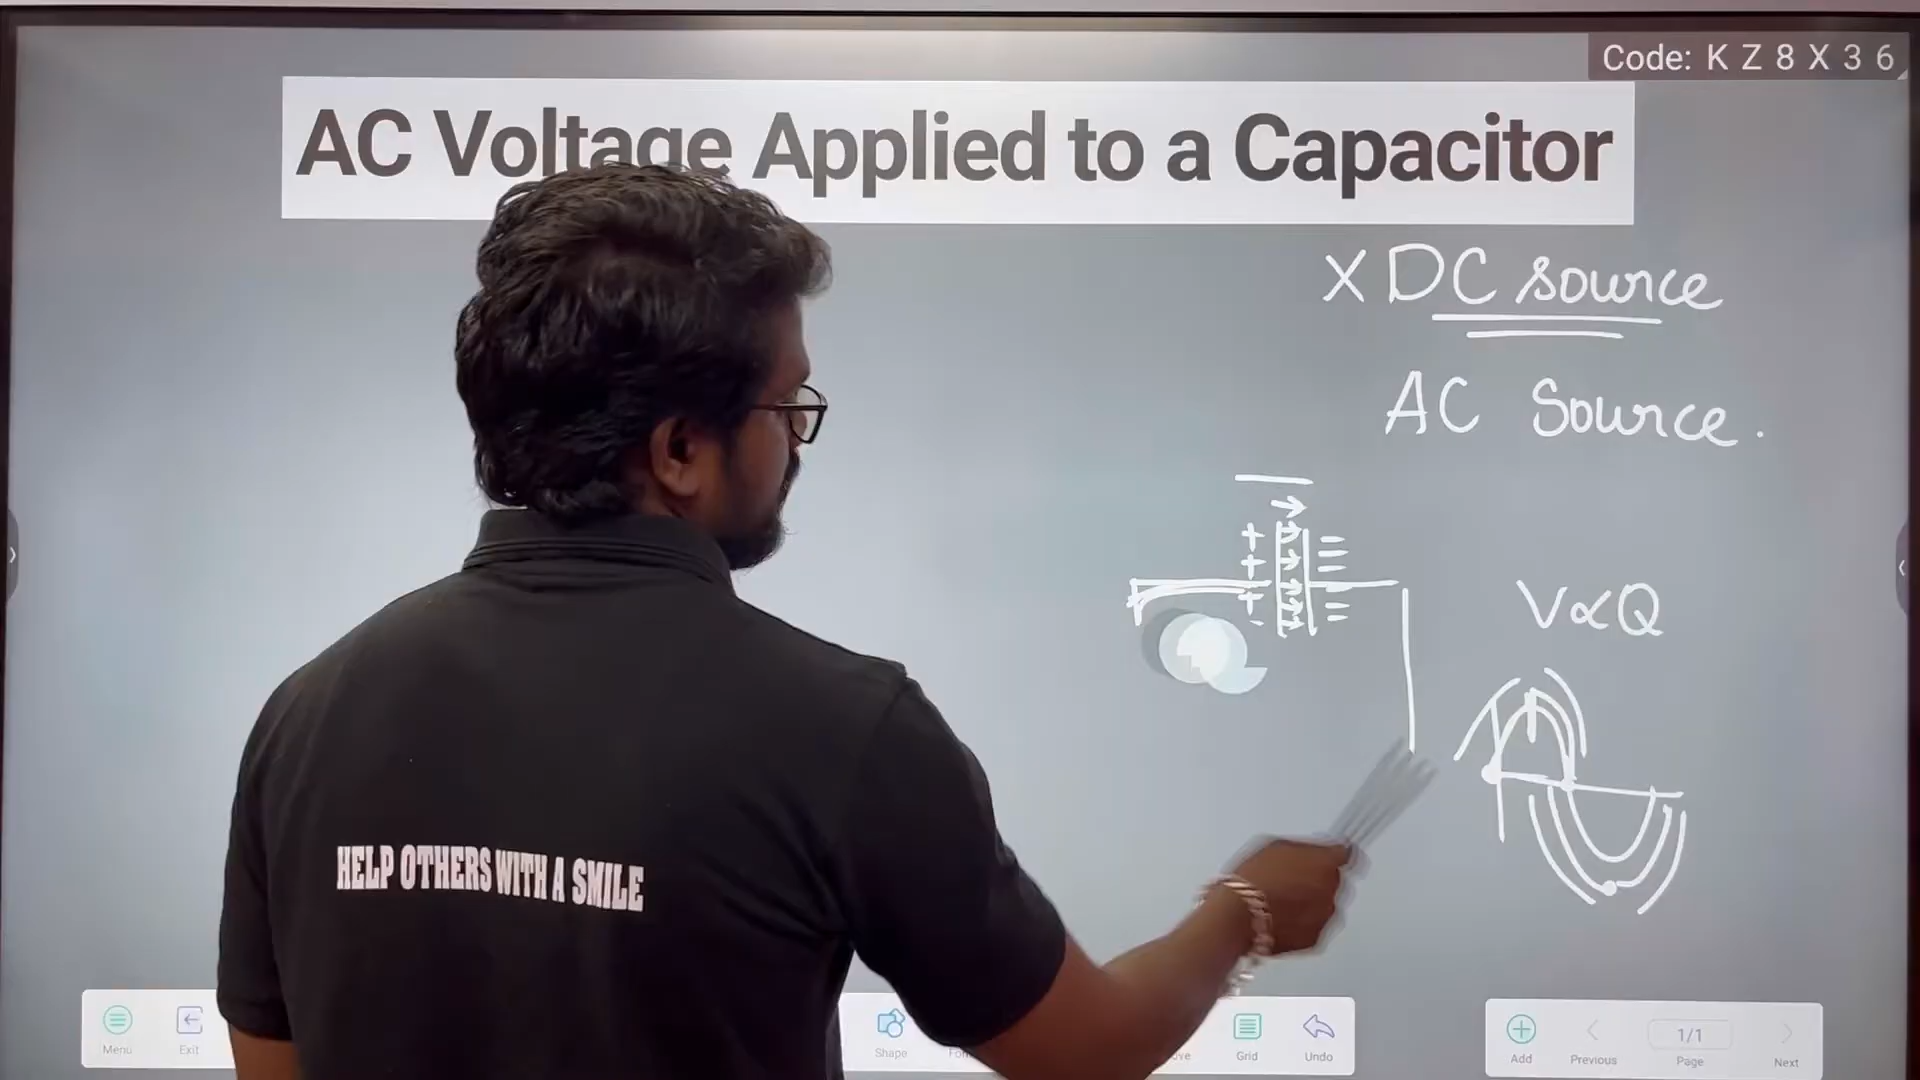 Code: K Z 8 X 3 6
AC Voltage Applied to a Capacitor
X DC source
AC Source.
+ =
+ =
+ =
-
V∝Q
HELP OTHERS WITH A SMILE
Menu Exit Shape Grid Undo Add Previous 1/1 Page Next